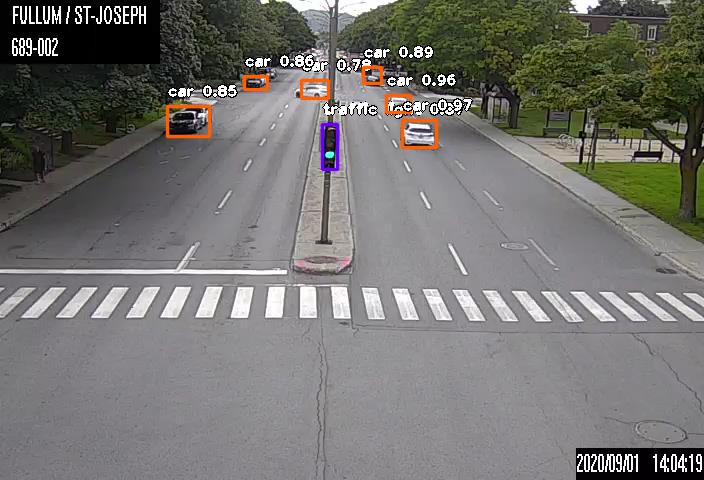 FULLUM / ST-JOSEPH
689-002
car 0.89
car 0.86
car 0.78
car 0.96
car 0.85
car 0.97
traffic
2020/09/01 14:04:19